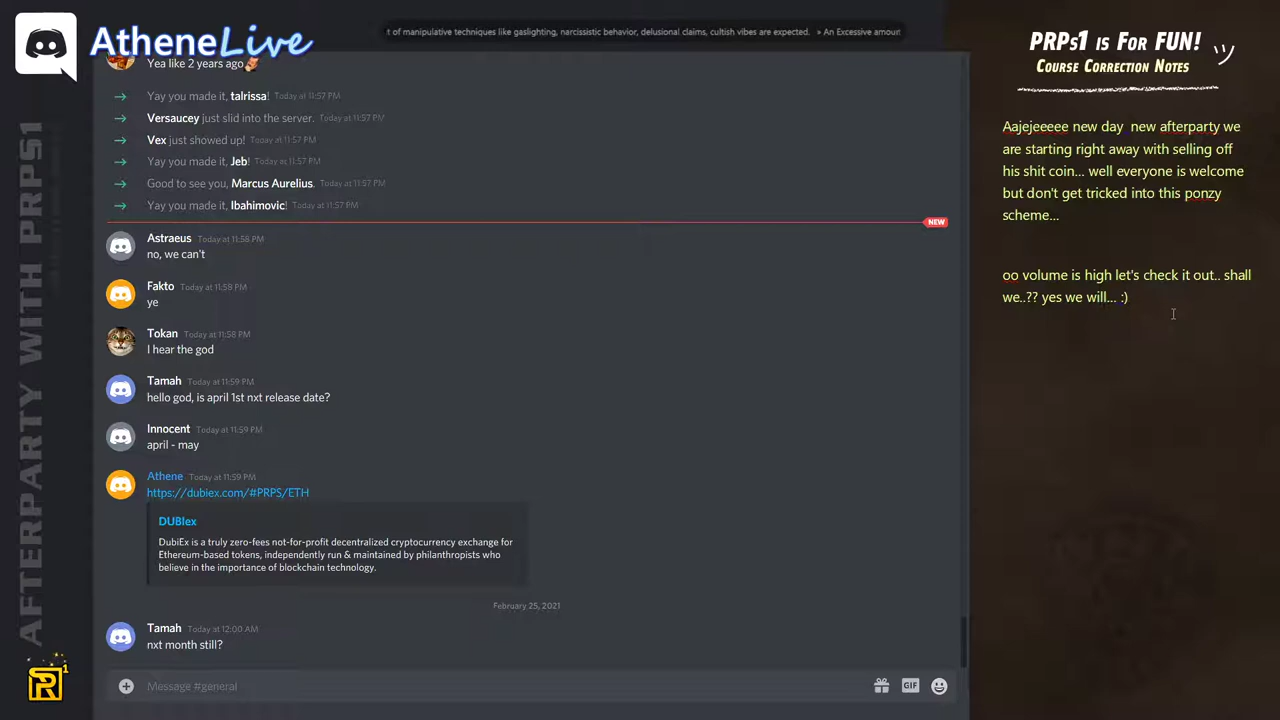 AtheneLive
t of manipulative techniques like gaslighting, narcissistic behavior, delusional claims, cultish vibes are expected.  » An Excessive amoun
Yea like 2 years ago
Yay you made it, talrissa! Today at 11:57 PM
Versaucey just slid into the server. Today at 11:57 PM
Vex just showed up! Today at 11:57 PM
Yay you made it, Jeb! Today at 11:57 PM
Good to see you, Marcus Aurelius. Today at 11:57 PM
Yay you made it, Ibahimovic! Today at 11:57 PM
NEW
Astraeus Today at 11:58 PM
no, we can't
Fakto Today at 11:58 PM
ye
Tokan Today at 11:58 PM
I hear the god
Tamah Today at 11:59 PM
hello god, is april 1st nxt release date?
Innocent Today at 11:59 PM
april - may
Athene Today at 11:59 PM
https://dubiex.com/#PRPS/ETH
DUBIex
DubiEx is a truly zero-fees not-for-profit decentralized cryptocurrency exchange for
Ethereum-based tokens, independently run & maintained by philanthropists who
believe in the importance of blockchain technology.
February 25, 2021
Tamah Today at 12:00 AM
nxt month still?
Message #general
GIF
AFTERPARTY WITH PRPS1
R1
PRPs1 is For FUN! ツ
Course Correction Notes
Aajejeeeee new day  new afterparty we
are starting right away with selling off
his shit coin... well everyone is welcome
but don't get tricked into this ponzy
scheme...
oo volume is high let's check it out.. shall
we..?? yes we will... :)